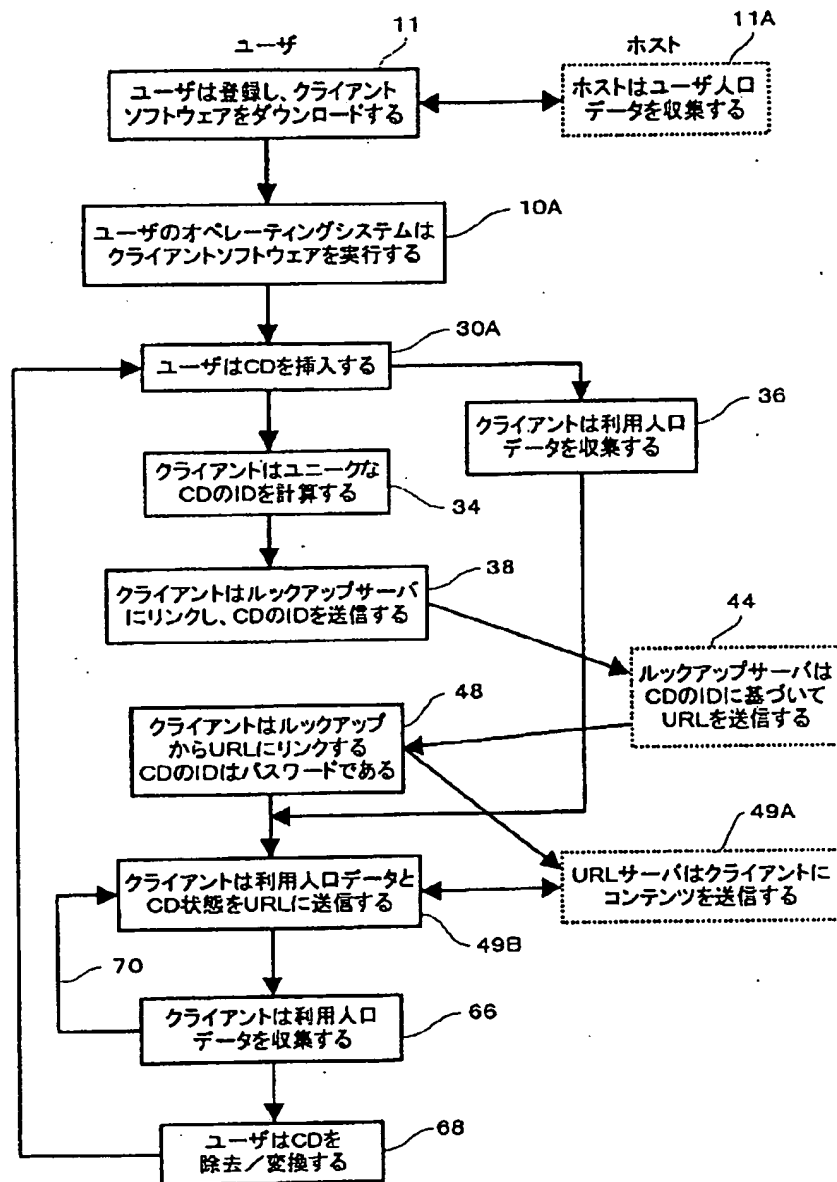 ユーザ
11
ホスト
11A
ユーザは登録し、クライアント
ソフトウェアをダウンロードする
ホストはユーザ人口
データを収集する
10A
ユーザのオペレーティングシステムは
クライアントソフトウェアを実行する
30A
ユーザはCDを挿入する
36
クライアントは利用人口
データを収集する
クライアントはユニークな
CDのIDを計算する
34
38
クライアントはルックアップサーバ
にリンクし、CDのIDを送信する
44
ルックアップサーバは
CDのIDに基づいて
URLを送信する
48
クライアントはルックアップ
からURLにリンクする
CDのIDはパスワードである
49A
URLサーバはクライアントに
コンテンツを送信する
クライアントは利用人口データと
CD状態をURLに送信する
49B
70
クライアントは利用人口
データを収集する
66
ユーザはCDを
除去/変換する
68